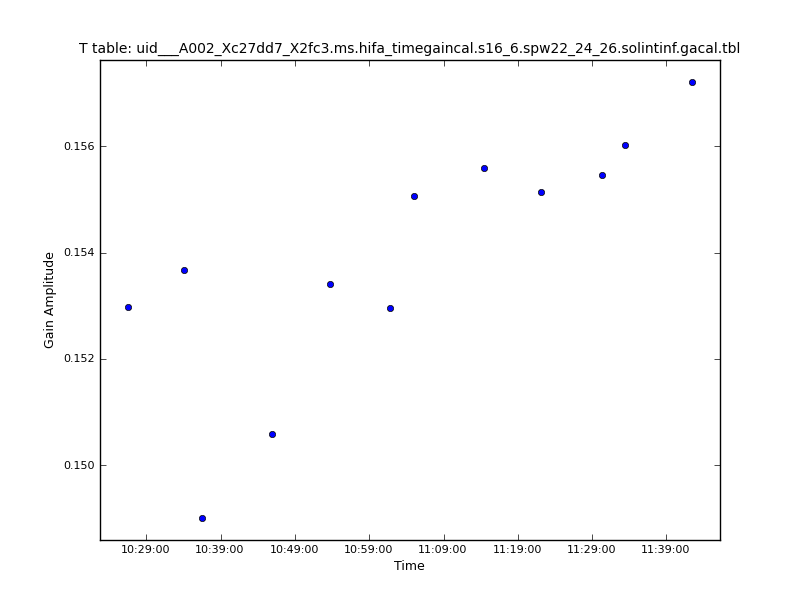 T table: uid___A002_Xc27dd7_X2fc3.ms.hifa_timegaincal.s16_6.spw22_24_26.solintinf.gacal.tbl
0.156
0.154
0.152
0.150
Gain Amplitude
10:29:00 10:39:00 10:49:00 10:59:00 11:09:00 11:19:00 11:29:00 11:39:00
Time